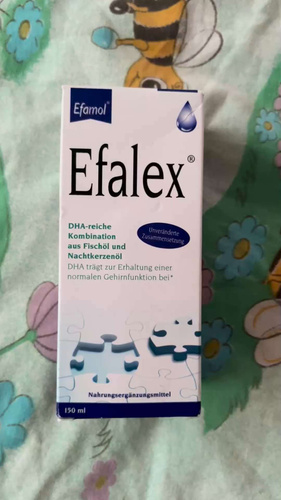 Efamol®
Efalex®
DHA-reiche
Kombination
aus Fischöl und
Nachtkerzenöl
Unveränderte
Zusammensetzung
DHA trägt zur Erhaltung einer
normalen Gehirnfunktion bei*
Nahrungsergänzungsmittel
150 ml